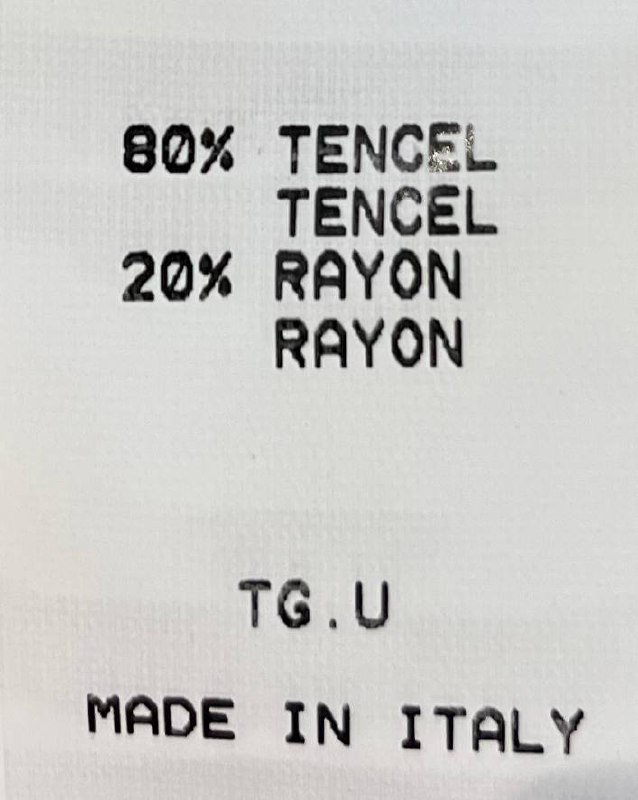 80% TENCEL
TENCEL
20% RAYON
RAYON
TG.U
MADE IN ITALY